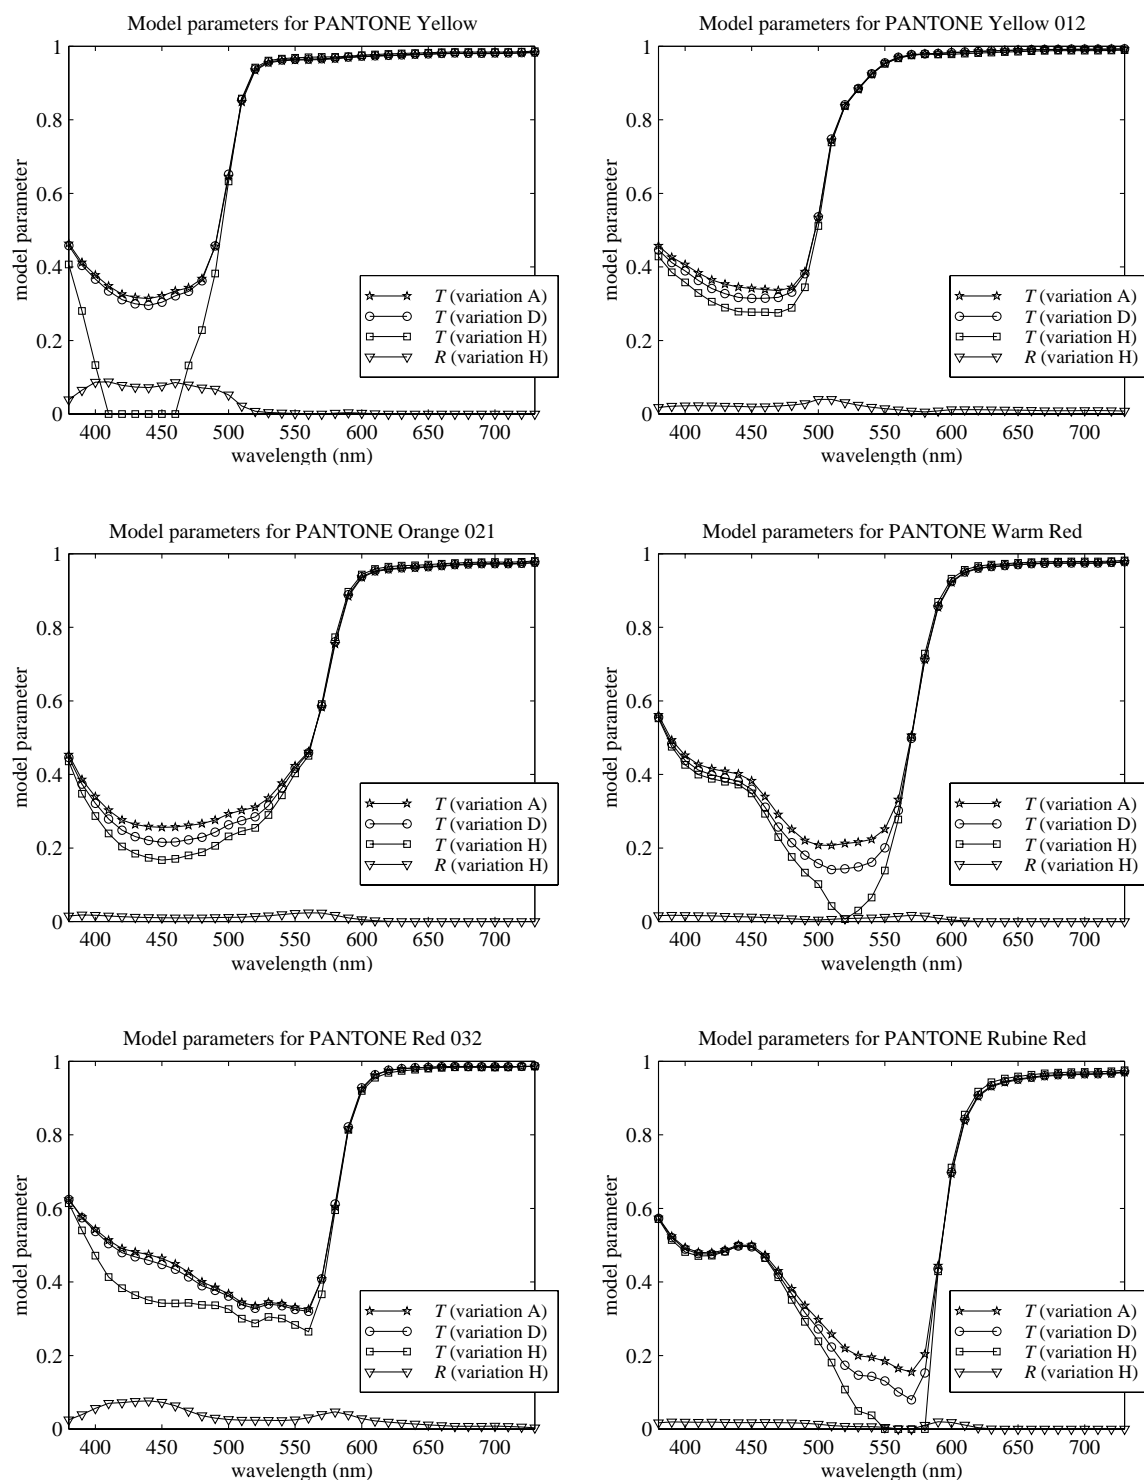 Model parameters for PANTONE Yellow
1
0.8
0.6
0.4
0.2
0
model parameter
400 450 500 550 600 650 700
wavelength (nm)
T (variation A)
T (variation D)
T (variation H)
R (variation H)
Model parameters for PANTONE Yellow 012
1
0.8
0.6
0.4
0.2
0
model parameter
400 450 500 550 600 650 700
wavelength (nm)
T (variation A)
T (variation D)
T (variation H)
R (variation H)
Model parameters for PANTONE Orange 021
1
0.8
0.6
0.4
0.2
0
model parameter
400 450 500 550 600 650 700
wavelength (nm)
T (variation A)
T (variation D)
T (variation H)
R (variation H)
Model parameters for PANTONE Warm Red
1
0.8
0.6
0.4
0.2
0
model parameter
400 450 500 550 600 650 700
wavelength (nm)
T (variation A)
T (variation D)
T (variation H)
R (variation H)
Model parameters for PANTONE Red 032
1
0.8
0.6
0.4
0.2
0
model parameter
400 450 500 550 600 650 700
wavelength (nm)
T (variation A)
T (variation D)
T (variation H)
R (variation H)
Model parameters for PANTONE Rubine Red
1
0.8
0.6
0.4
0.2
0
model parameter
400 450 500 550 600 650 700
wavelength (nm)
T (variation A)
T (variation D)
T (variation H)
R (variation H)